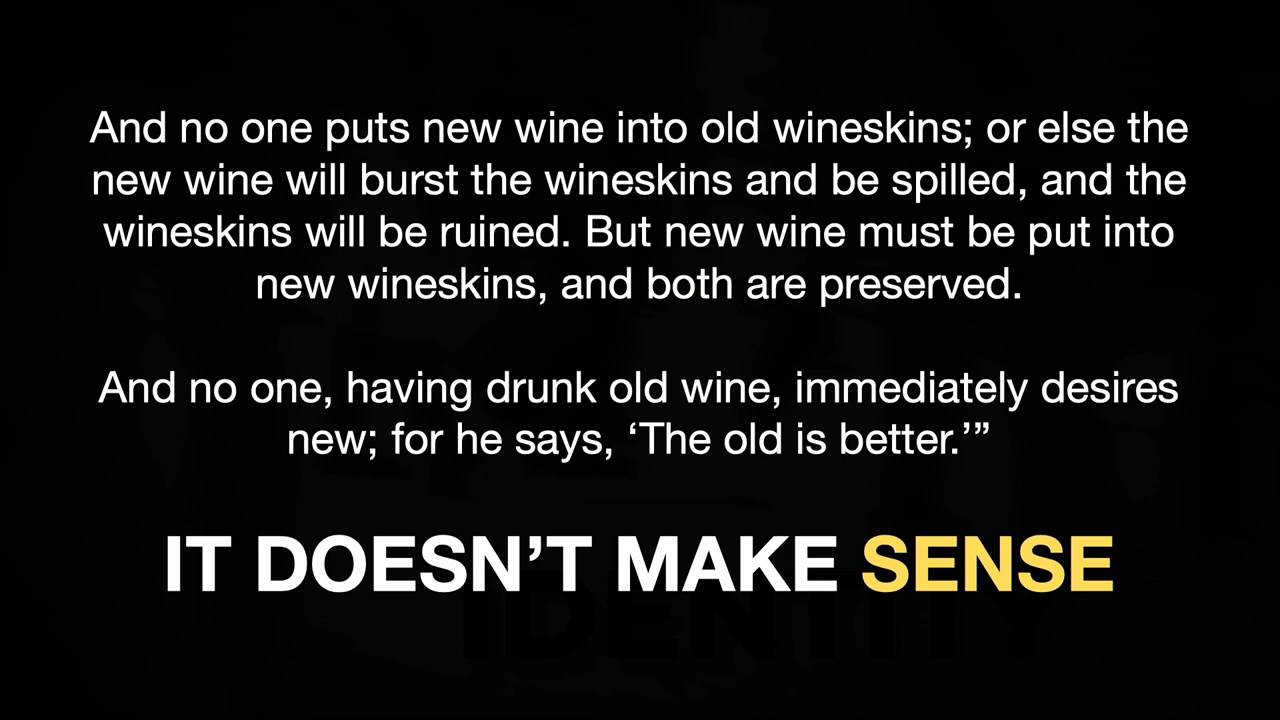 And no one puts new wine into old wineskins; or else the
new wine will burst the wineskins and be spilled, and the
wineskins will be ruined. But new wine must be put into
new wineskins, and both are preserved.
And no one, having drunk old wine, immediately desires
new; for he says, ‘The old is better.’”
IT DOESN’T MAKE SENSE
IDENTITY